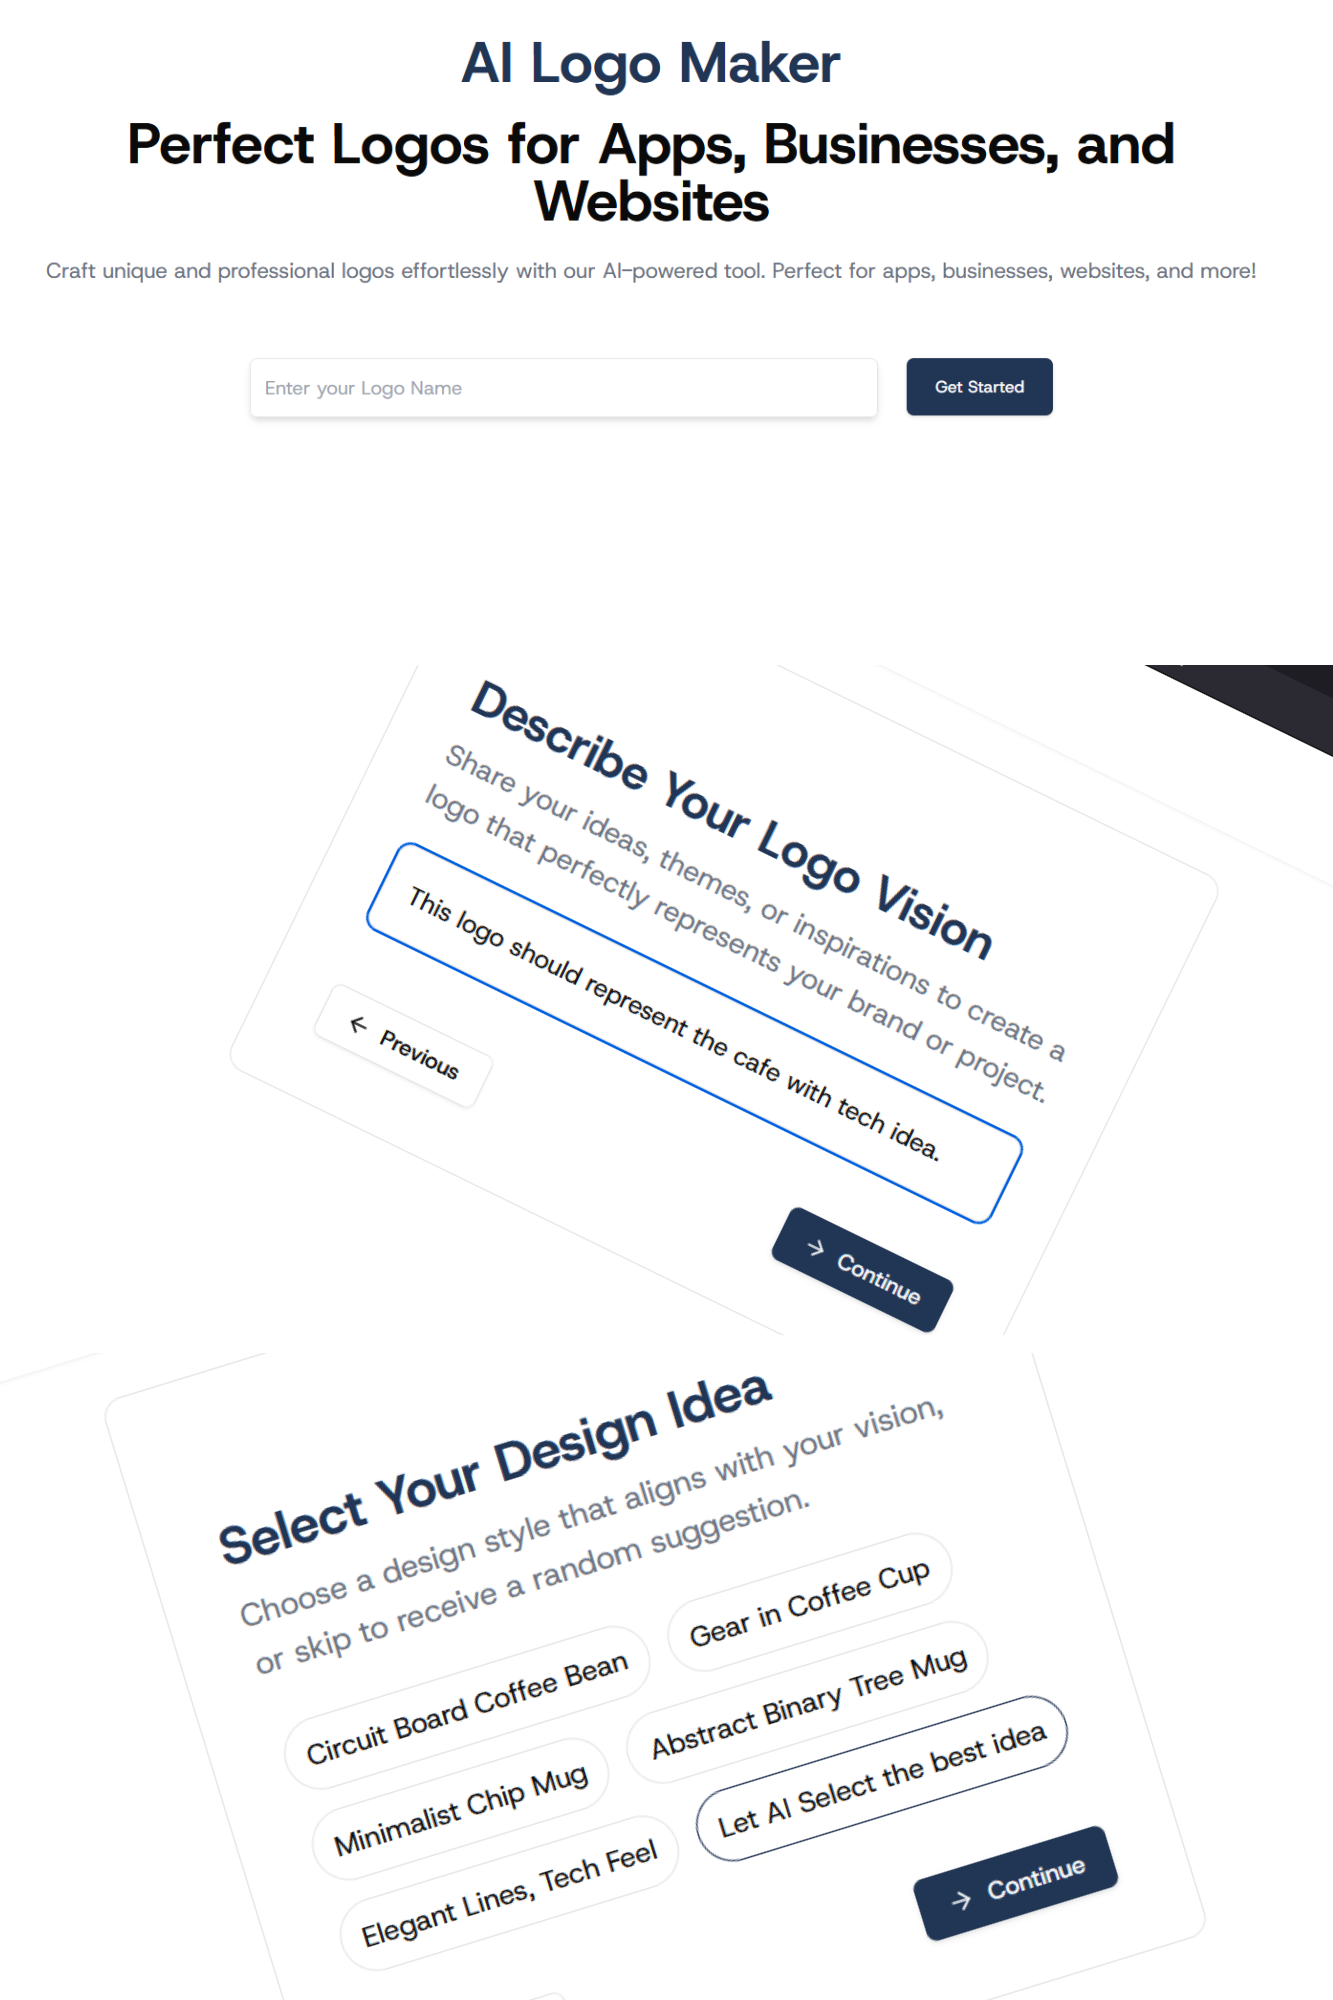 AI Logo Maker
Perfect Logos for Apps, Businesses, and
Websites
Craft unique and professional logos effortlessly with our AI-powered tool. Perfect for apps, businesses, websites, and more!
Enter your Logo Name
Get Started
Describe Your Logo Vision
Share your ideas, themes, or inspirations to create a
logo that perfectly represents your brand or project.
This logo should represent the cafe with tech idea.
← Previous
→ Continue
Select Your Design Idea
Choose a design style that aligns with your vision,
or skip to receive a random suggestion.
Circuit Board Coffee Bean
Gear in Coffee Cup
Minimalist Chip Mug
Abstract Binary Tree Mug
Elegant Lines, Tech Feel
Let AI Select the best idea
→ Continue